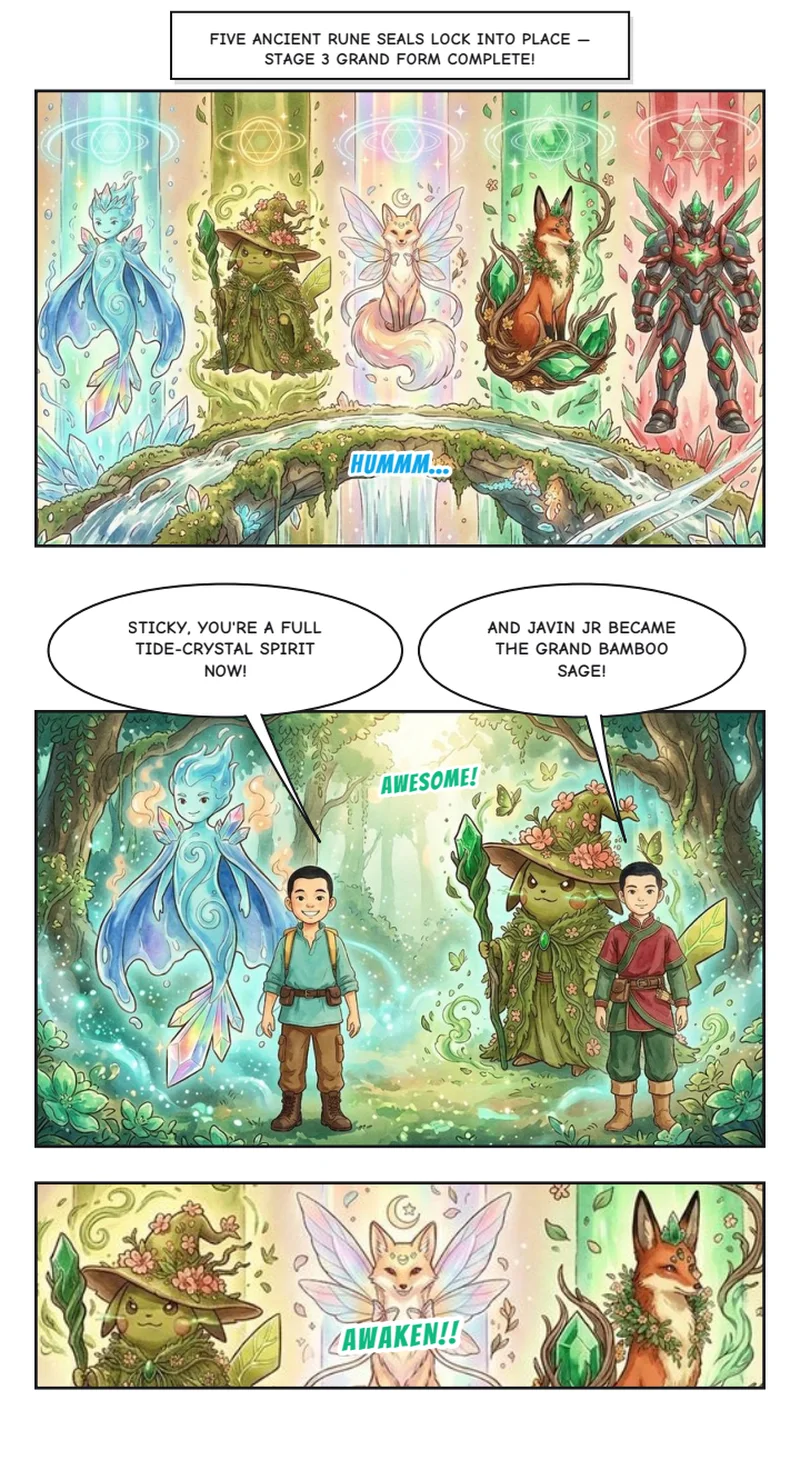 FIVE ANCIENT RUNE SEALS LOCK INTO PLACE —
STAGE 3 GRAND FORM COMPLETE!
HUMMM...
STICKY, YOU'RE A FULL
TIDE-CRYSTAL SPIRIT
NOW!
AND JAVIN JR BECAME
THE GRAND BAMBOO
SAGE!
AWESOME!
AWAKEN!!